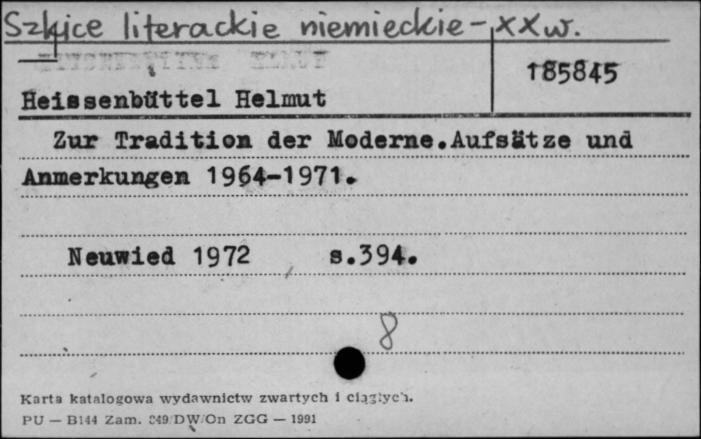 Szkice literackie niemieckie - XX w.
185845
Heissenbüttel Helmut
Zur Tradition der Moderne.Aufsätze und
Anmerkungen 1964-1971.
Neuwied 1972 s.394.
8
Karta katalogowa wydawnictw zwartych i ciągłych.
PU — B144 Zam. 249/DW/On ZGG — 1991